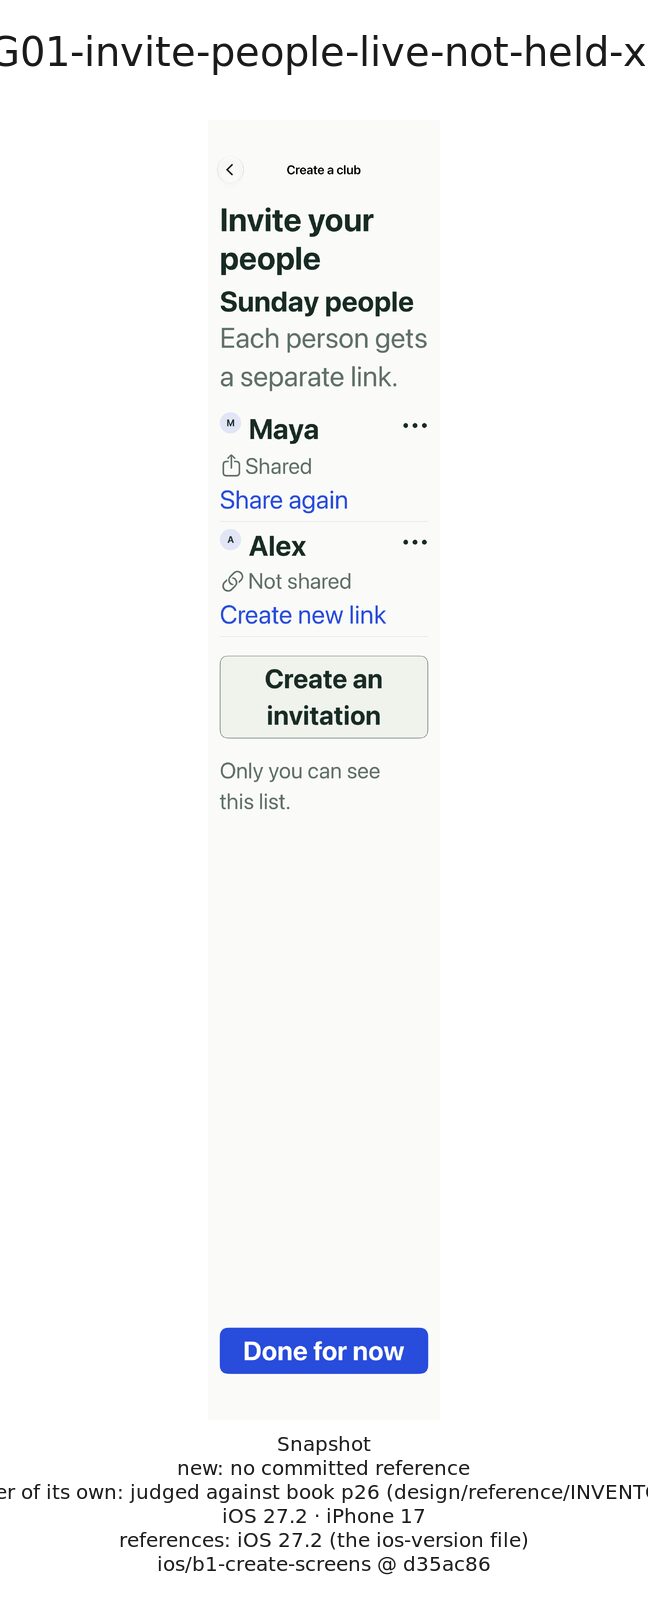 G01-invite-people-live-not-held-x
Create a club
Invite your
people
Sunday people
Each person gets
a separate link.
M Maya
Shared
Share again
A Alex
Not shared
Create new link
Create an
invitation
Only you can see
this list.
Done for now
Snapshot
new: no committed reference
er of its own: judged against book p26 (design/reference/INVENTO
iOS 27.2 · iPhone 17
references: iOS 27.2 (the ios-version file)
ios/b1-create-screens @ d35ac86